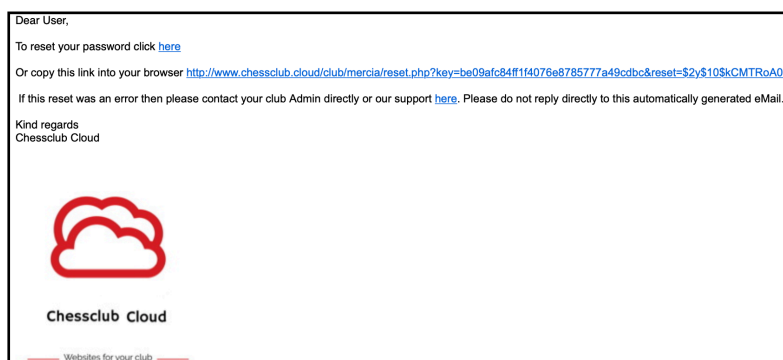 Dear User,
To reset your password click here
Or copy this link into your browser http://www.chessclub.cloud/club/mercia/reset.php?key=be09afc84ff1f4076e8785777a49cdbc&reset=$2y$10$kCMTRoA0
If this reset was an error then please contact your club Admin directly or our support here. Please do not reply directly to this automatically generated eMail.
Kind regards
Chessclub Cloud
Chessclub Cloud
Websites for your club